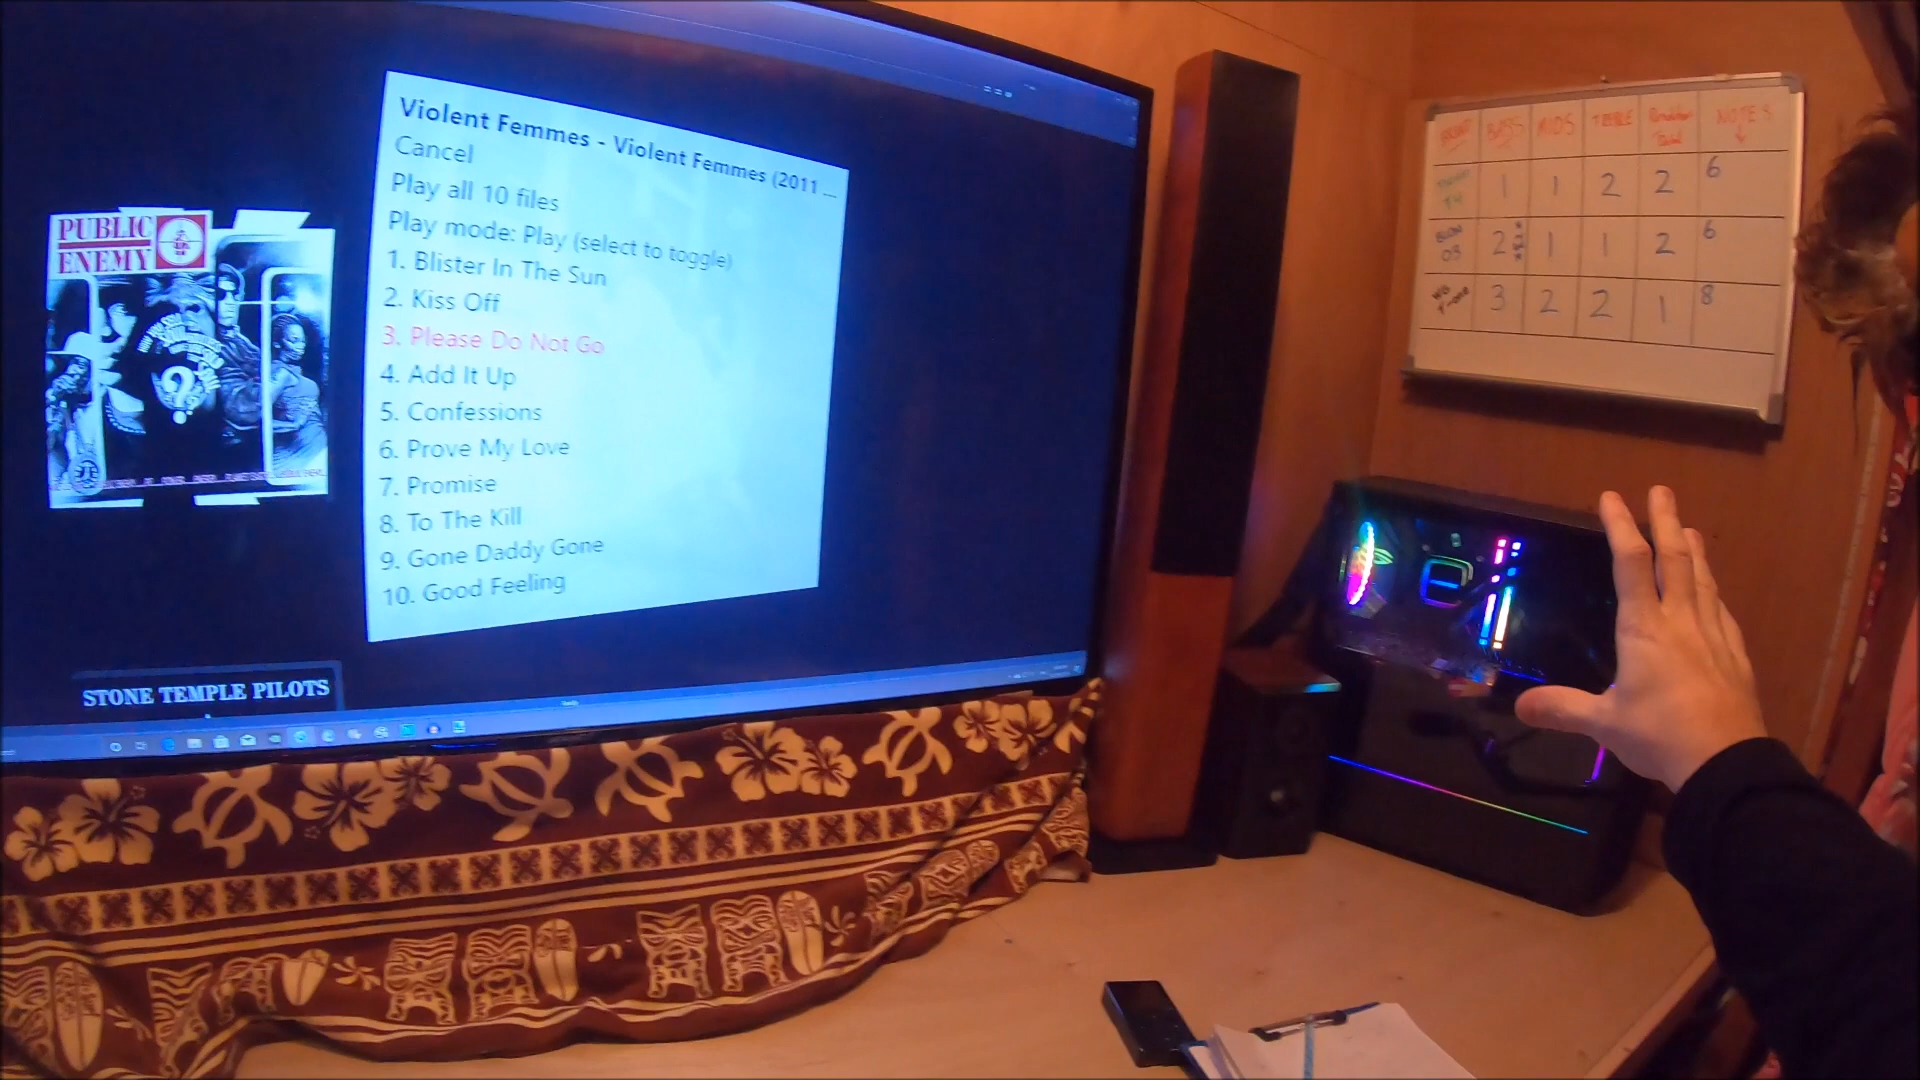 Violent Femmes - Violent Femmes (2011 ...
Cancel
Play all 10 files
Play mode: Play (select to toggle)
1. Blister In The Sun
2. Kiss Off
3. Please Do Not Go
4. Add It Up
5. Confessions
6. Prove My Love
7. Promise
8. To The Kill
9. Gone Daddy Gone
10. Good Feeling
PUBLIC
ENEMY
?
STONE TEMPLE PILOTS
BASS MIDS TREBLE NOTES
1 1 2 2 6
2 1 1 2 6
3 2 2 1 8